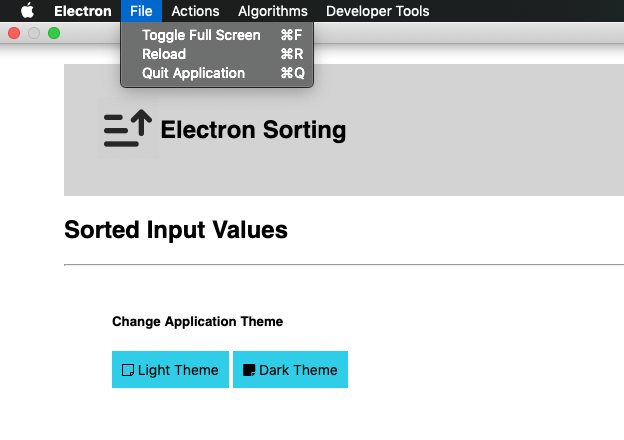 Electron File Actions Algorithms Developer Tools
Toggle Full Screen ⌘F
Reload ⌘R
Quit Application ⌘Q
Electron Sorting
Sorted Input Values
Change Application Theme
Light Theme Dark Theme